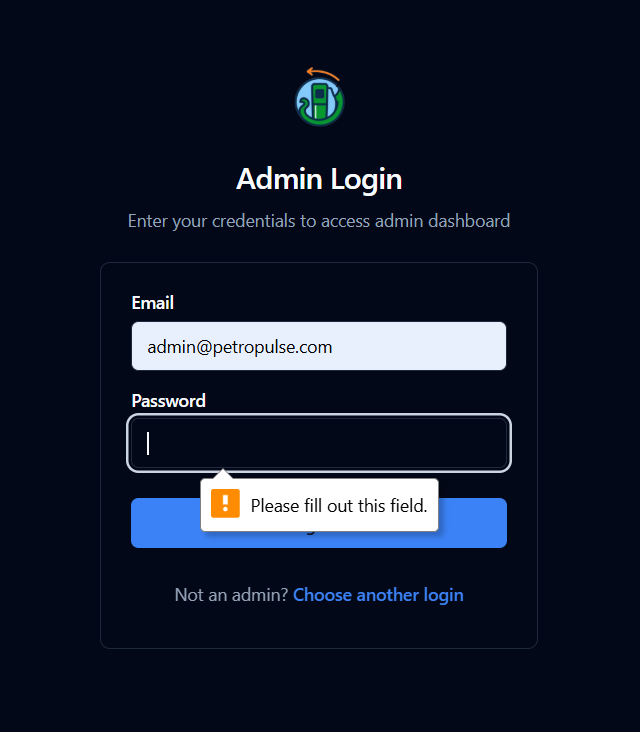 Admin Login
Enter your credentials to access admin dashboard
Email
admin@petropulse.com
Password
Please fill out this field.
Not an admin? Choose another login